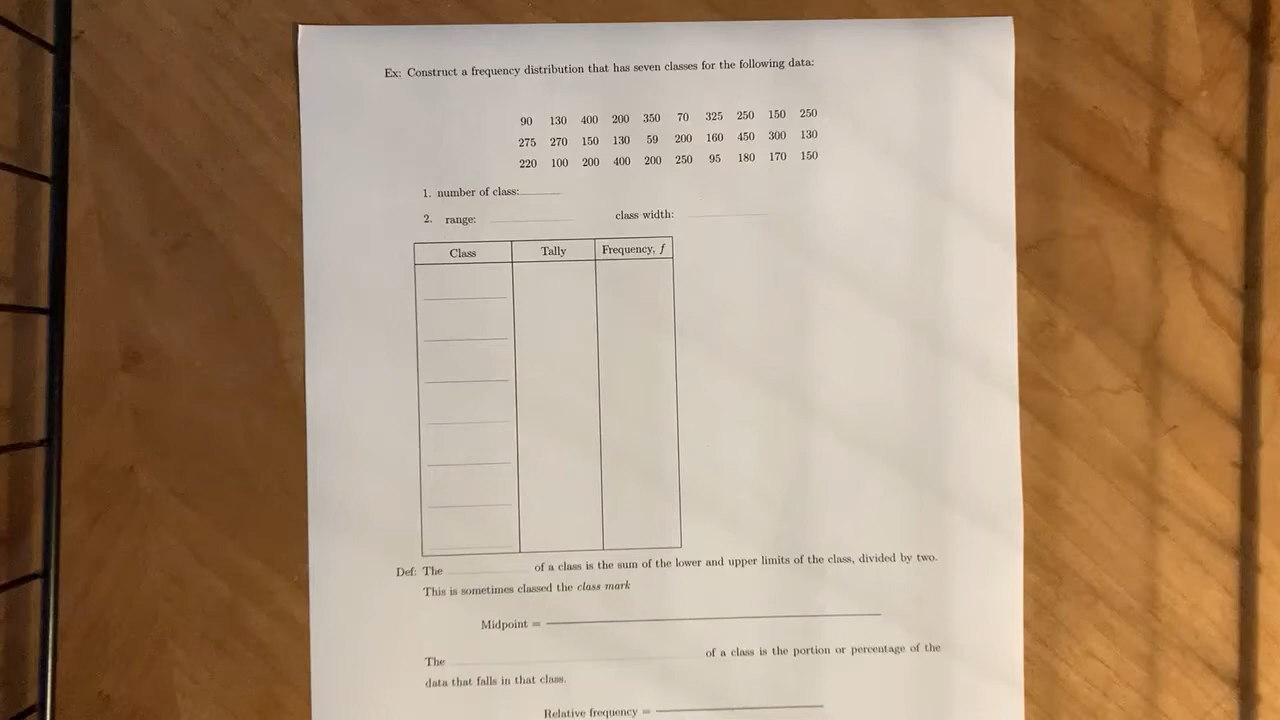 Ex: Construct a frequency distribution that has seven classes for the following data:
90 130 400 200 350 70 325 250 150 250
275 270 150 130 59 200 160 450 300 130
220 100 200 400 200 250 95 180 170 150
1. number of class:
2. range: class width:
Class Tally Frequency, f
Def: The of a class is the sum of the lower and upper limits of the class, divided by two.
This is sometimes classed the class mark
Midpoint =
The of a class is the portion or percentage of the
data that falls in that class.
Relative frequency =